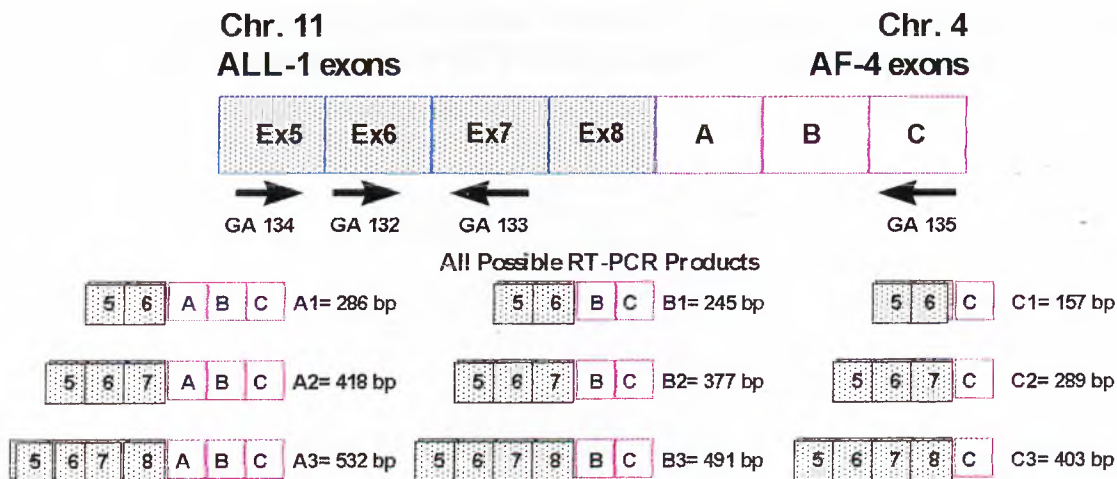 Chr. 11 Chr. 4
ALL-1 exons AF-4 exons
Ex5 Ex6 Ex7 Ex8 A B C
GA 134 GA 132 GA 133 GA 135
All Possible RT-PCR Products
5 6 A B C A1= 286 bp 5 6 B C B1= 245 bp 5 6 C C1= 157 bp
5 6 7 A B C A2= 418 bp 5 6 7 B C B2= 377 bp 5 6 7 C C2= 289 bp
5 6 7 8 A B C A3= 532 bp 5 6 7 8 B C B3= 491 bp 5 6 7 8 C C3= 403 bp